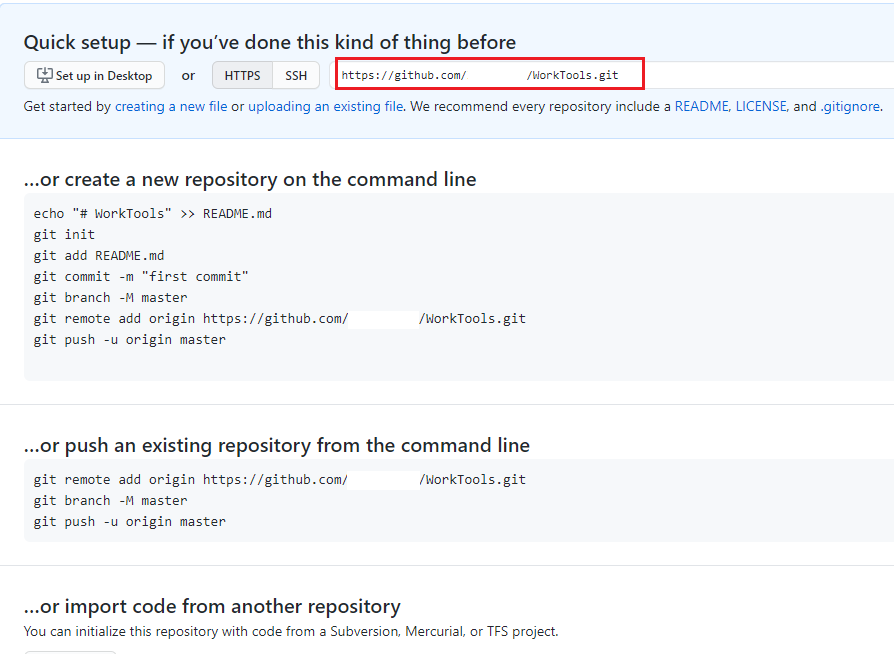 Quick setup — if you’ve done this kind of thing before
Set up in Desktop or HTTPS SSH https://github.com/ /WorkTools.git
Get started by creating a new file or uploading an existing file. We recommend every repository include a README, LICENSE, and .gitignore.
…or create a new repository on the command line
echo "# WorkTools" >> README.md
git init
git add README.md
git commit -m "first commit"
git branch -M master
git remote add origin https://github.com/ /WorkTools.git
git push -u origin master
…or push an existing repository from the command line
git remote add origin https://github.com/ /WorkTools.git
git branch -M master
git push -u origin master
…or import code from another repository
You can initialize this repository with code from a Subversion, Mercurial, or TFS project.